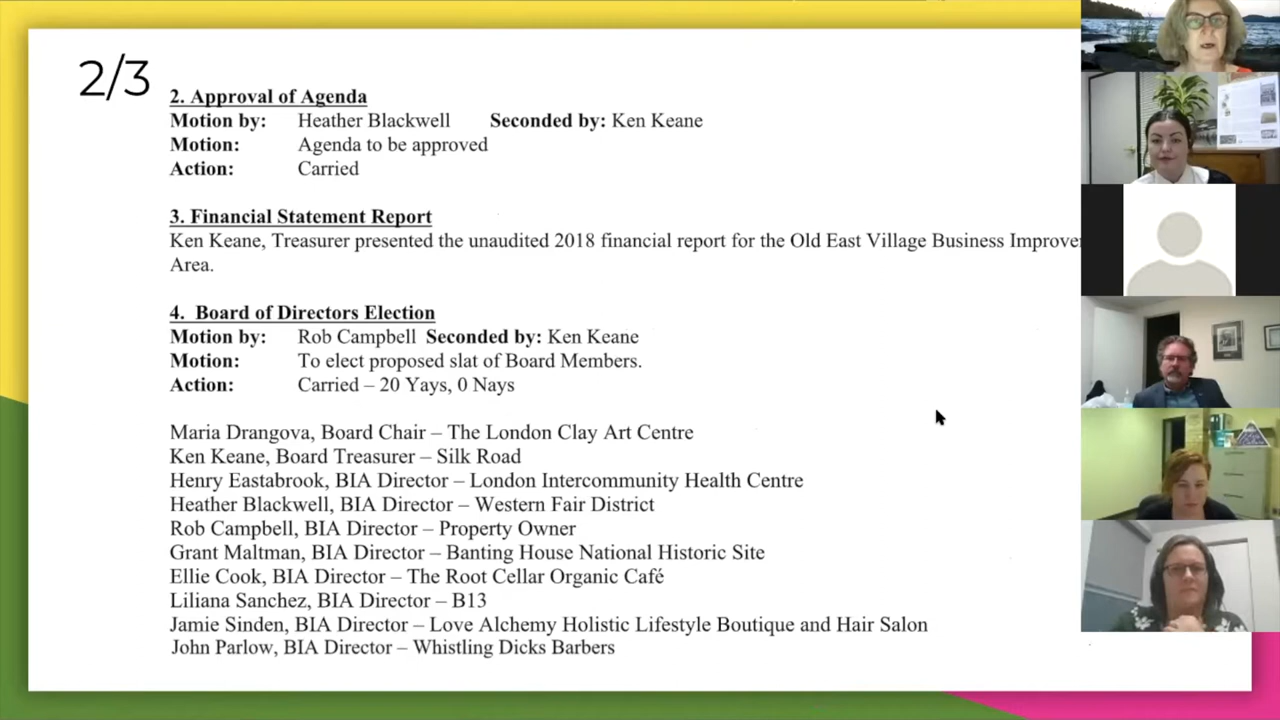 2/3
2. Approval of Agenda
Motion by: Heather Blackwell Seconded by: Ken Keane
Motion: Agenda to be approved
Action: Carried
3. Financial Statement Report
Ken Keane, Treasurer presented the unaudited 2018 financial report for the Old East Village Business
Area.
4. Board of Directors Election
Motion by: Rob Campbell Seconded by: Ken Keane
Motion: To elect proposed slat of Board Members.
Action: Carried – 20 Yays, 0 Nays
Maria Drangova, Board Chair – The London Clay Art Centre
Ken Keane, Board Treasurer – Silk Road
Henry Eastabrook, BIA Director – London Intercommunity Health Centre
Heather Blackwell, BIA Director – Western Fair District
Rob Campbell, BIA Director – Property Owner
Grant Maltman, BIA Director – Banting House National Historic Site
Ellie Cook, BIA Director – The Root Cellar Organic Café
Liliana Sanchez, BIA Director – B13
Jamie Sinden, BIA Director – Love Alchemy Holistic Lifestyle Boutique and Hair Salon
John Parlow, BIA Director – Whistling Dicks Barbers